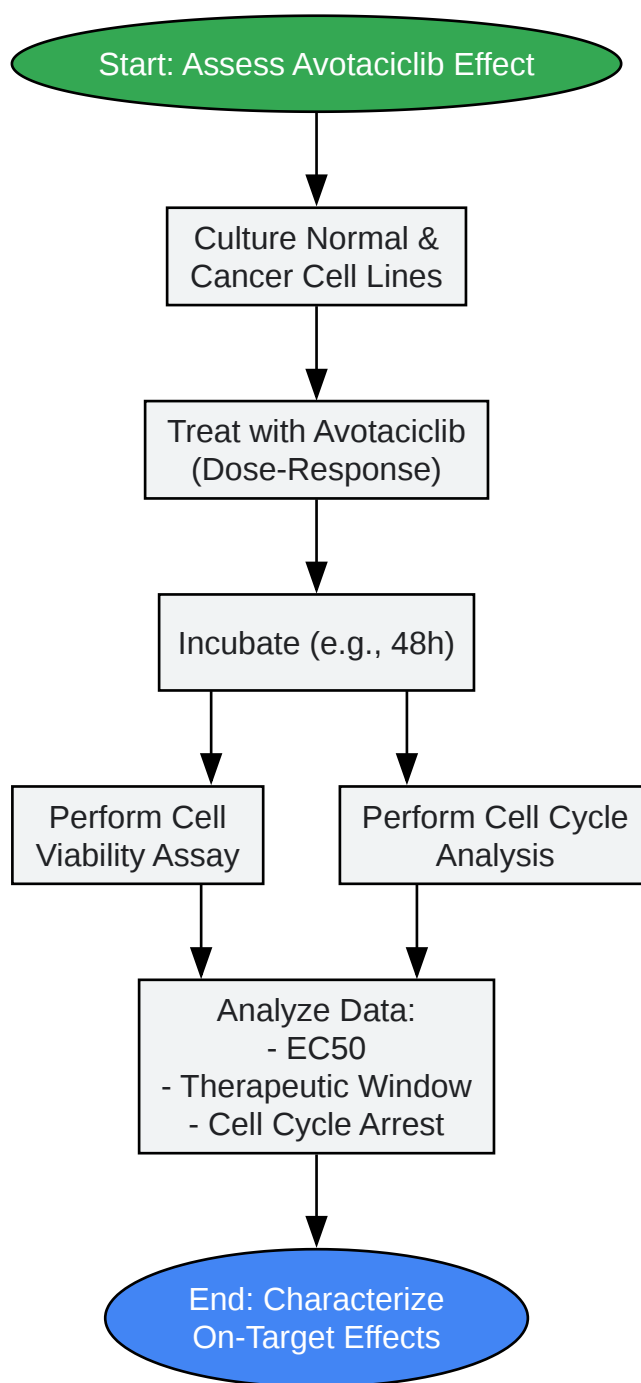 Start: Assess Avotaciclib Effect
Culture Normal &
Cancer Cell Lines
Treat with Avotaciclib
(Dose-Response)
Incubate (e.g., 48h)
Perform Cell
Viability Assay
Perform Cell Cycle
Analysis
Analyze Data:
- EC50
- Therapeutic Window
- Cell Cycle Arrest
End: Characterize
On-Target Effects